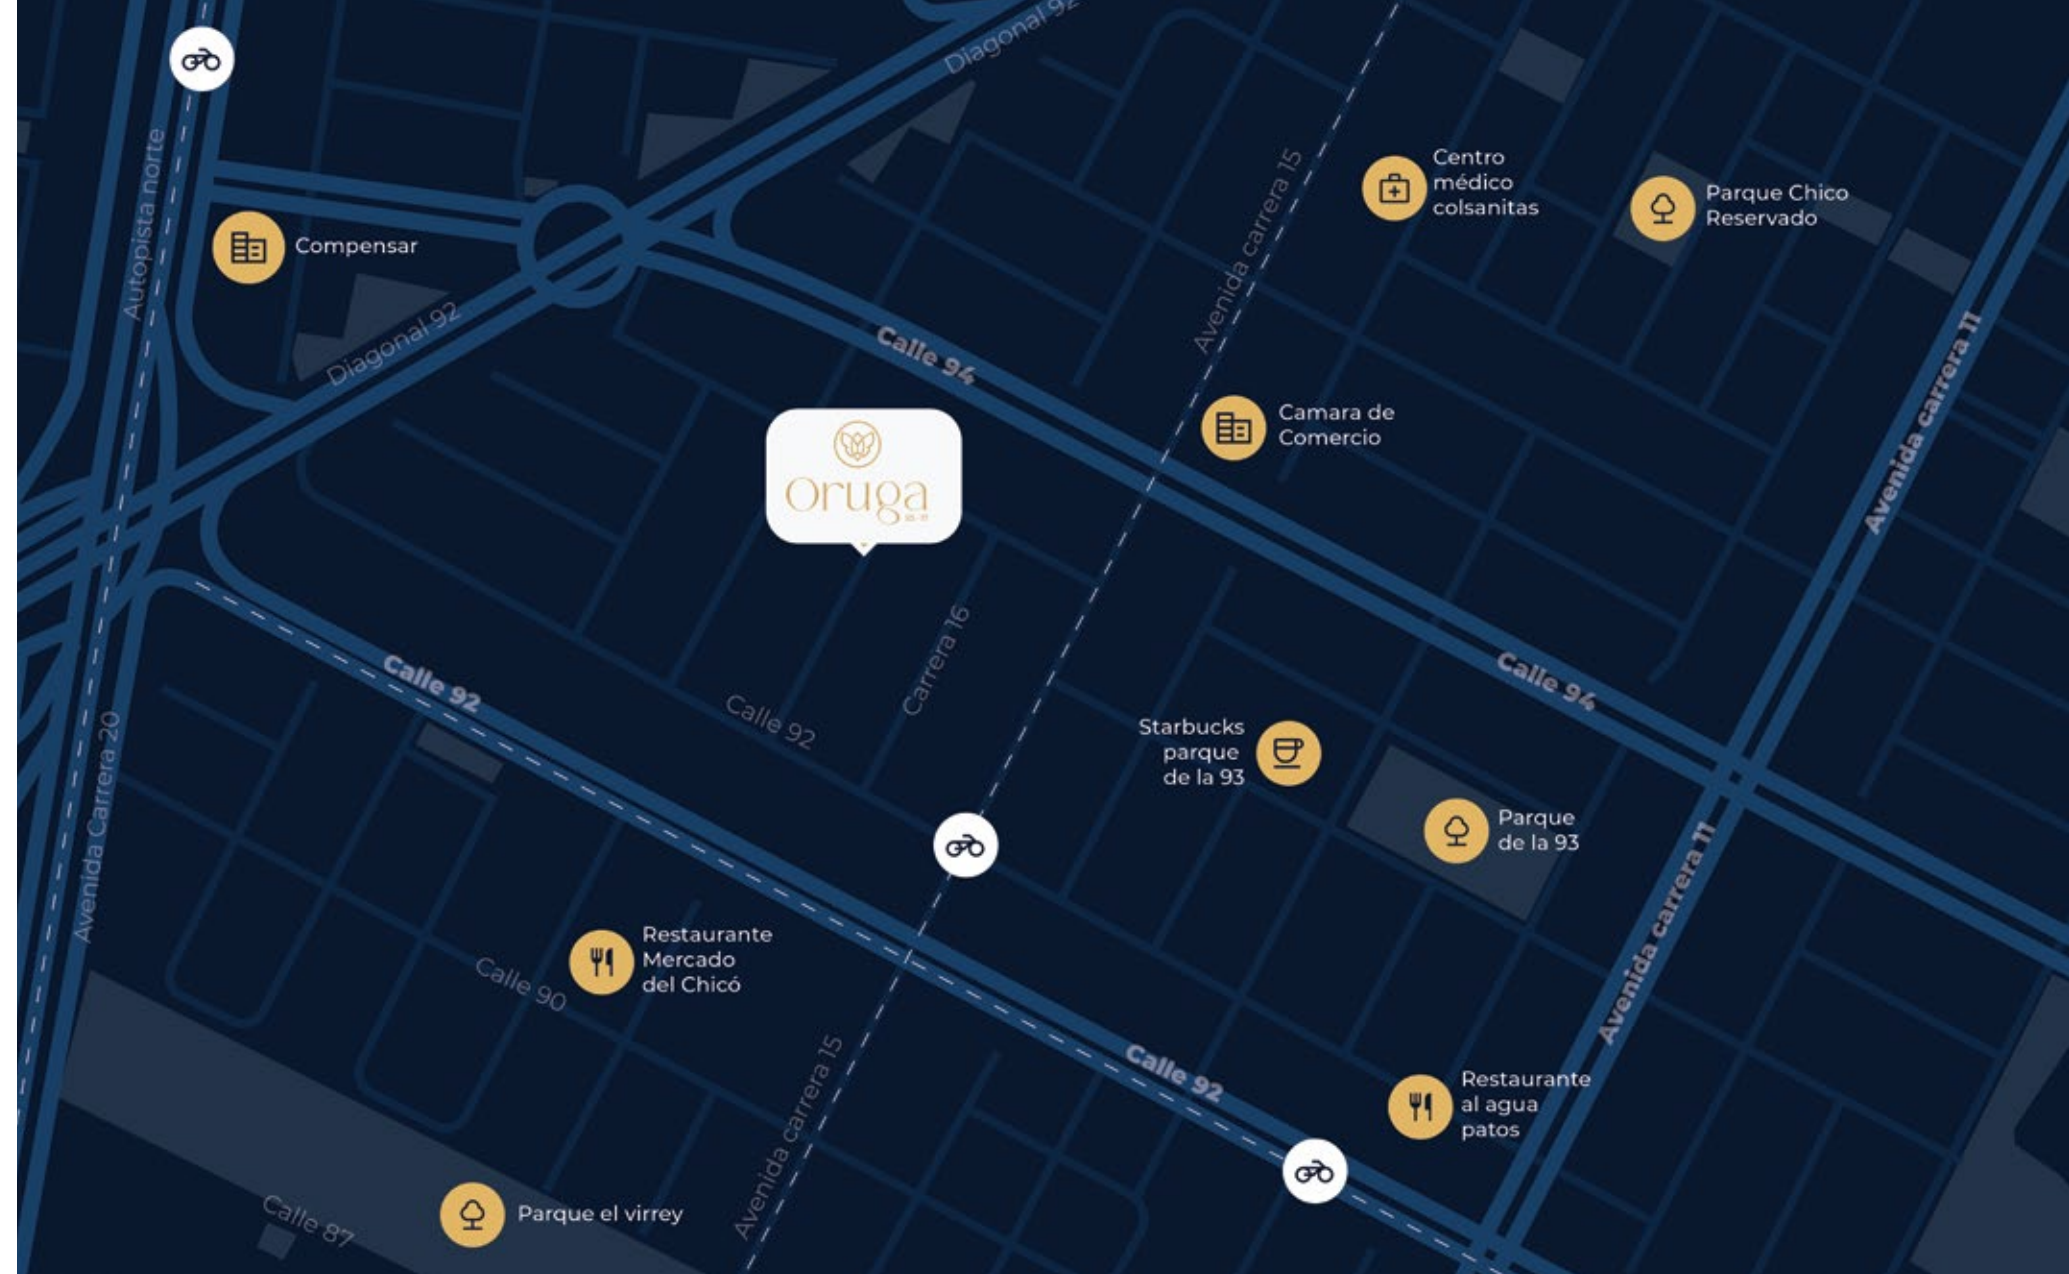 Diagonal 92
Autopista norte
Avenida carrera 15
Centro
médico
colsanitas
Parque Chico
Reservado
Compensar
Diagonal 92
Calle 94
Avenida carrera 11
Camara de
Comercio
Oruga
Carrera 16
Calle 92
Calle 92
Calle 94
Avenida Carrera 20
Starbucks
parque
de la 93
Parque
de la 93
Avenida carrera 11
Restaurante
Mercado
del Chicó
Calle 90
Avenida carrera 15
Calle 92
Restaurante
al agua
patos
Parque el virrey
Calle 87